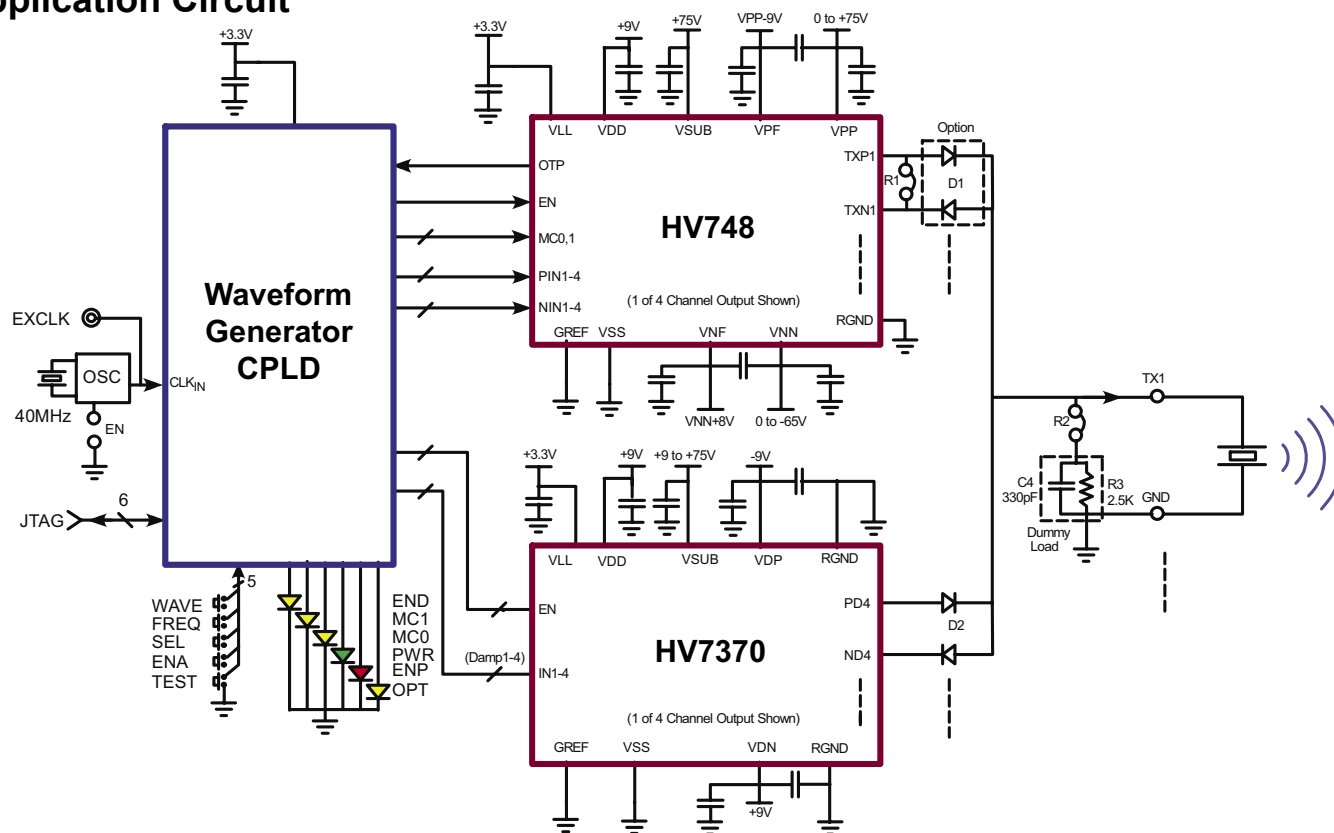 pplication Circuit
+3.3V
+3.3V
+9V
+75V
VPP-9V
0 to +75V
VLL
VDD
VSUB
VPF
VPP
Option
OTP
EN
MC0,1
PIN1-4
NIN1-4
TXP1
R1
D1
TXN1
HV748
(1 of 4 Channel Output Shown)
RGND
GREF
VSS
VNF
VNN
VNN+8V
0 to -65V
Waveform
Generator
CPLD
EXCLK
OSC
CLKIN
40MHz
EN
JTAG
6
5
WAVE
FREQ
SEL
ENA
TEST
END
MC1
MC0
PWR
ENP
OPT
TX1
R2
C4
330pF
R3
2.5K
GND
Dummy
Load
+3.3V
+9V
+9 to +75V
-9V
VLL
VDD
VSUB
VDP
RGND
EN
(Damp1-4)
IN1-4
PD4
D2
ND4
HV7370
(1 of 4 Channel Output Shown)
GREF
VSS
VDN
RGND
+9V